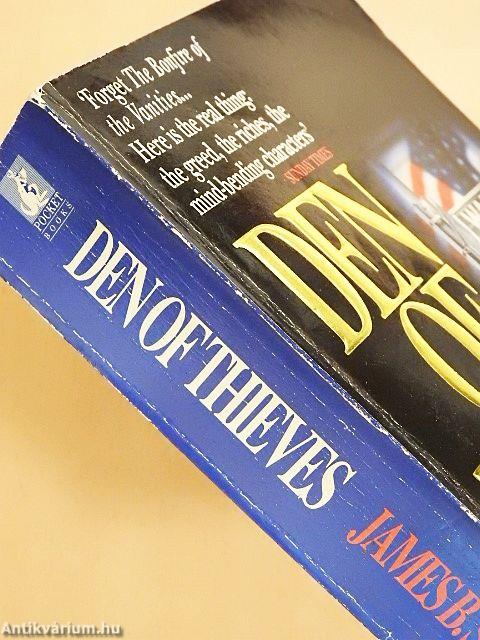 'Forget The Bonfire of
the Vanities...
Here is the real thing:
the greed, the riches, the
mind-bending characters'
SUNDAY TIMES
DEN
OF
POCKET
BOOKS
DEN OF THIEVES
JAMES B.
Antikvárium.hu